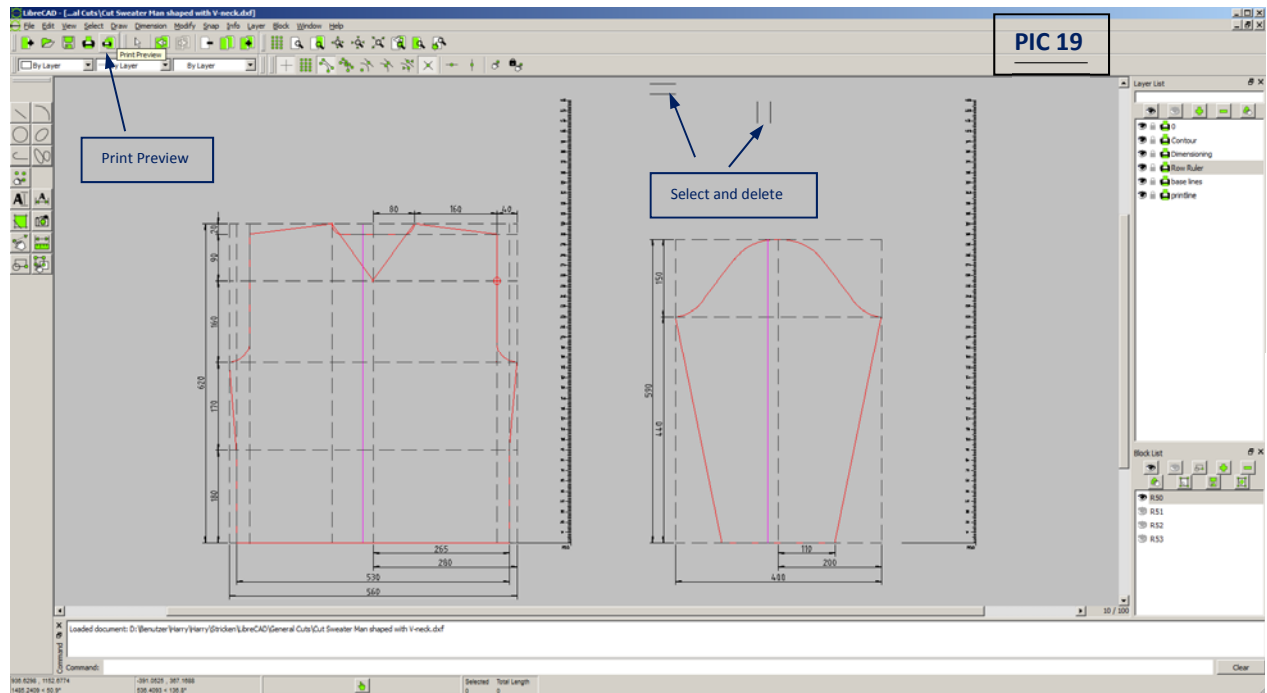 LibreCAD - [...al Cuts\Cut Sweater Man shaped with V-neck.dxf]
File Edit View Select Draw Dimension Modify Snap Info Layer Block Window Help
PIC 19
Print Preview
By Layer By Layer By Layer
Layer List
0
Contour
Dimensioning
Row Ruler
base lines
printline
Print Preview
Select and delete
80 160 40
20
90
160
620
170
180
265
280
530
560
150
590
440
110
200
400
Block List
R50
R51
R52
R53
10 / 100
Loaded document: D:\Benutzer\Harry\Harry\Stricken\LibreCAD\General Cuts\Cut Sweater Man shaped with V-neck.dxf
Command
Command:
Clear
Selected Total Length
0 0